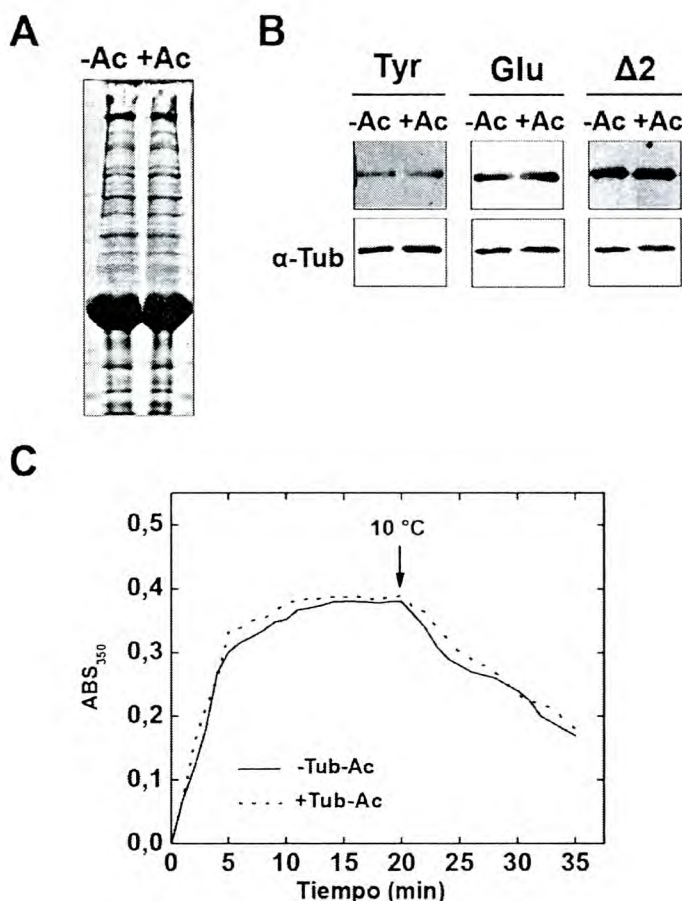 A
-Ac +Ac
B
Tyr Glu Δ2
-Ac +Ac -Ac +Ac -Ac +Ac
α-Tub
C
0,5
0,4
0,3
0,2
0,1
0,0
ABS350
10 °C
-Tub-Ac
+Tub-Ac
0 5 10 15 20 25 30 35
Tiempo (min)